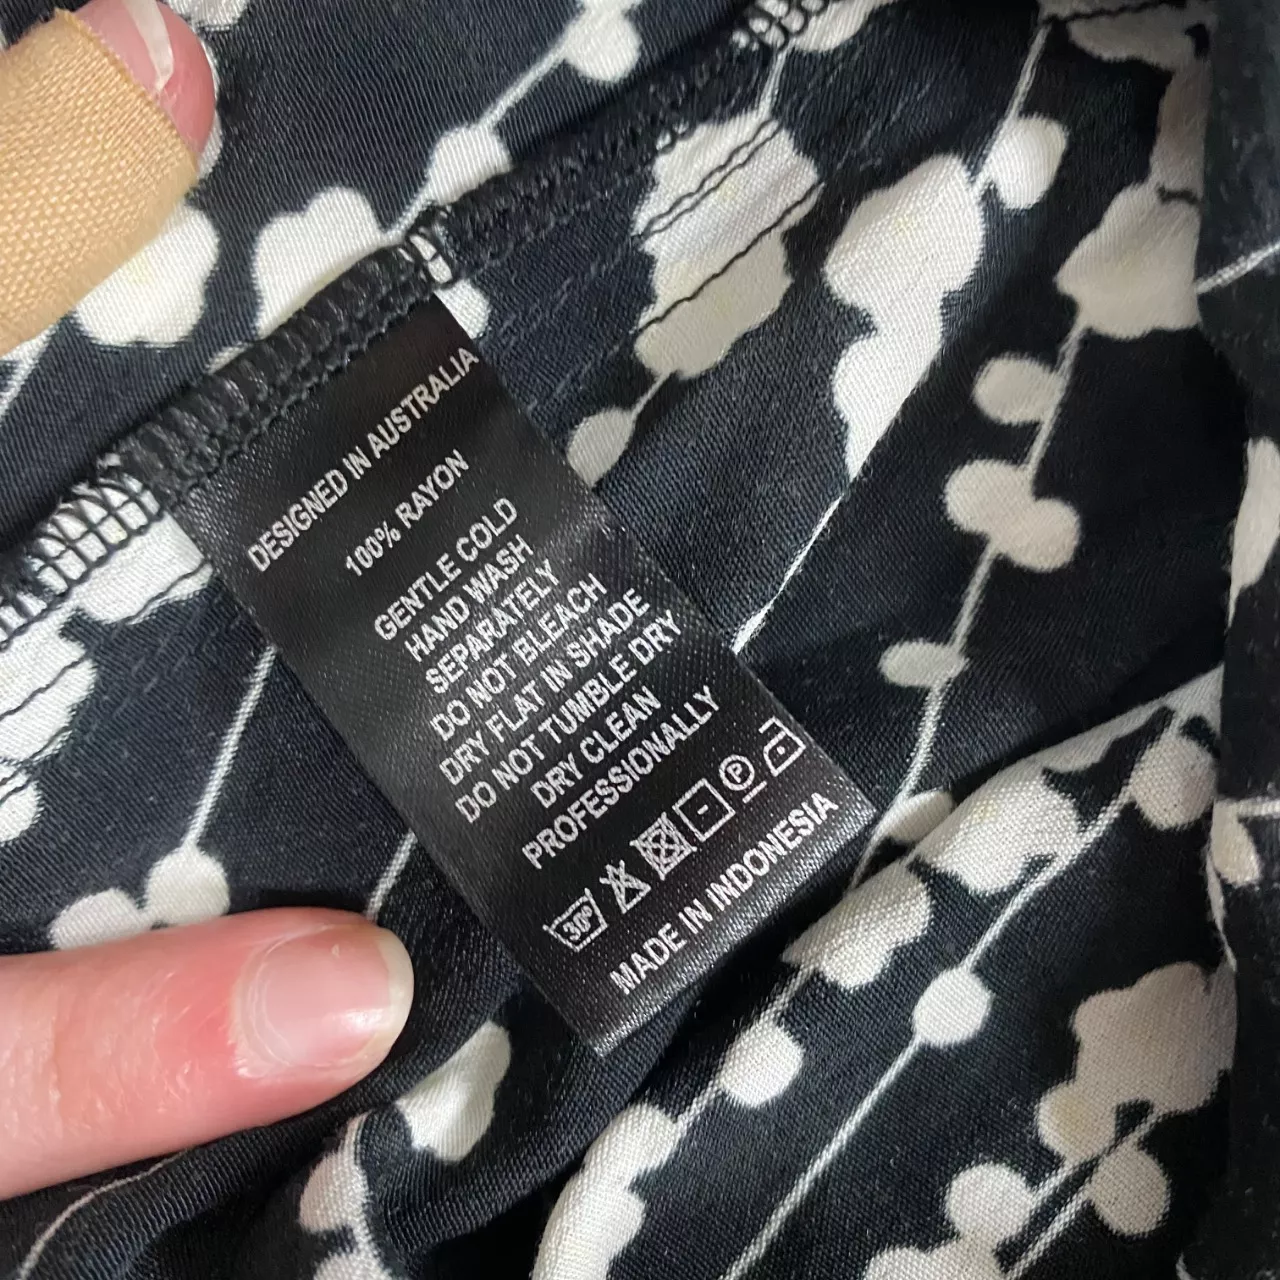 DESIGNED IN AUSTRALIA
100% RAYON
GENTLE COLD
HAND WASH
SEPARATELY
DO NOT BLEACH
DRY FLAT IN SHADE
DO NOT TUMBLE DRY
DRY CLEAN
PROFESSIONALLY
30° P
MADE IN INDONESIA